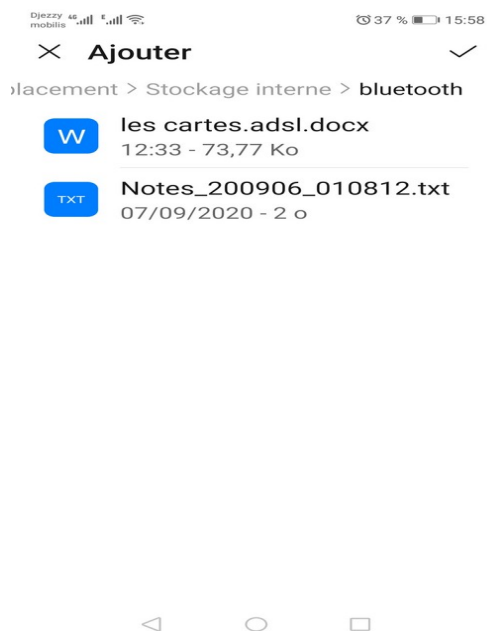 Djezzy 4G E 37 % 15:58
mobilis
Ajouter
lacement > Stockage interne > bluetooth
W les cartes.adsl.docx
12:33 - 73,77 Ko
TXT Notes_200906_010812.txt
07/09/2020 - 2 o